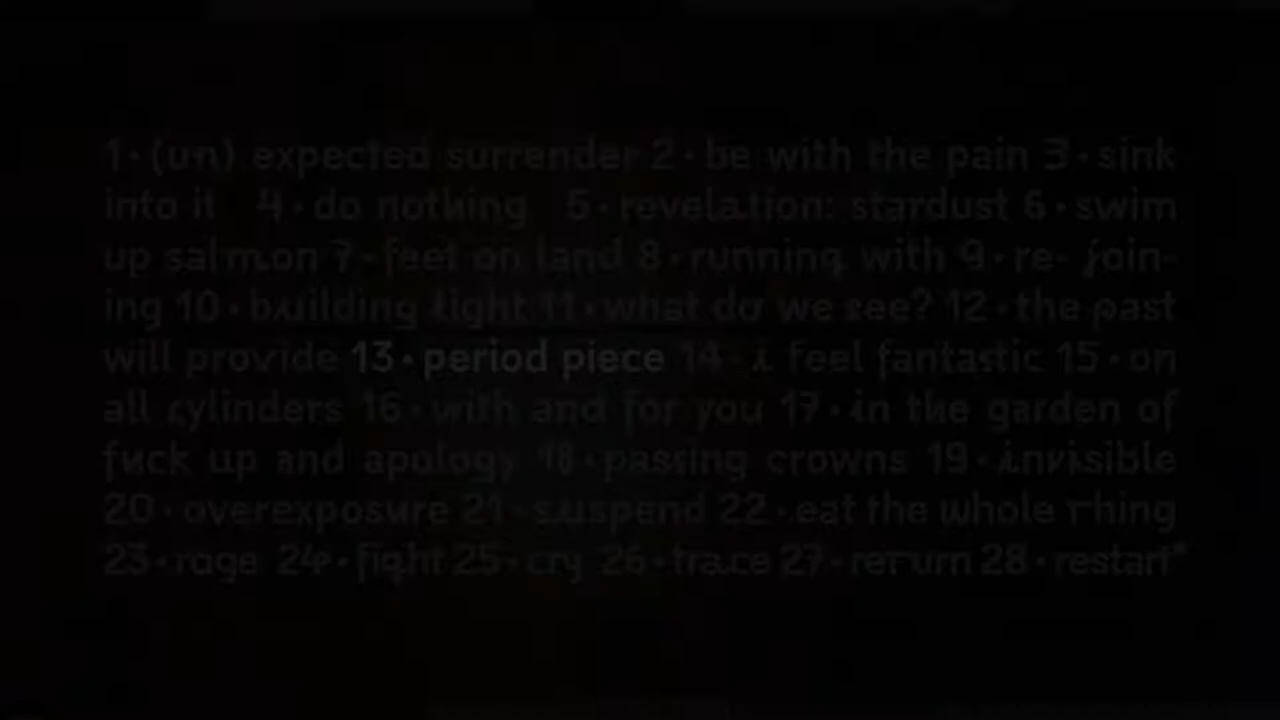 1 · (un) expected surrender 2 · be with the pain 3 · sink
into it 4 · do nothing 5 · revelation: stardust 6 · swim
up salmon 7 · feet on land 8 · running with 9 · re- join-
ing 10 · building light 11 · what do we see? 12 · the past
will provide 13 · period piece 14 · i feel fantastic 15 · on
all cylinders 16 · with and for you 17 · in the garden of
fuck up and apology 18 · passing crowns 19 · invisible
20 · overexposure 21 · suspend 22 · eat the whole thing
23 · rage 24 · fight 25 · cry 26 · trace 27 · return 28 · restart*